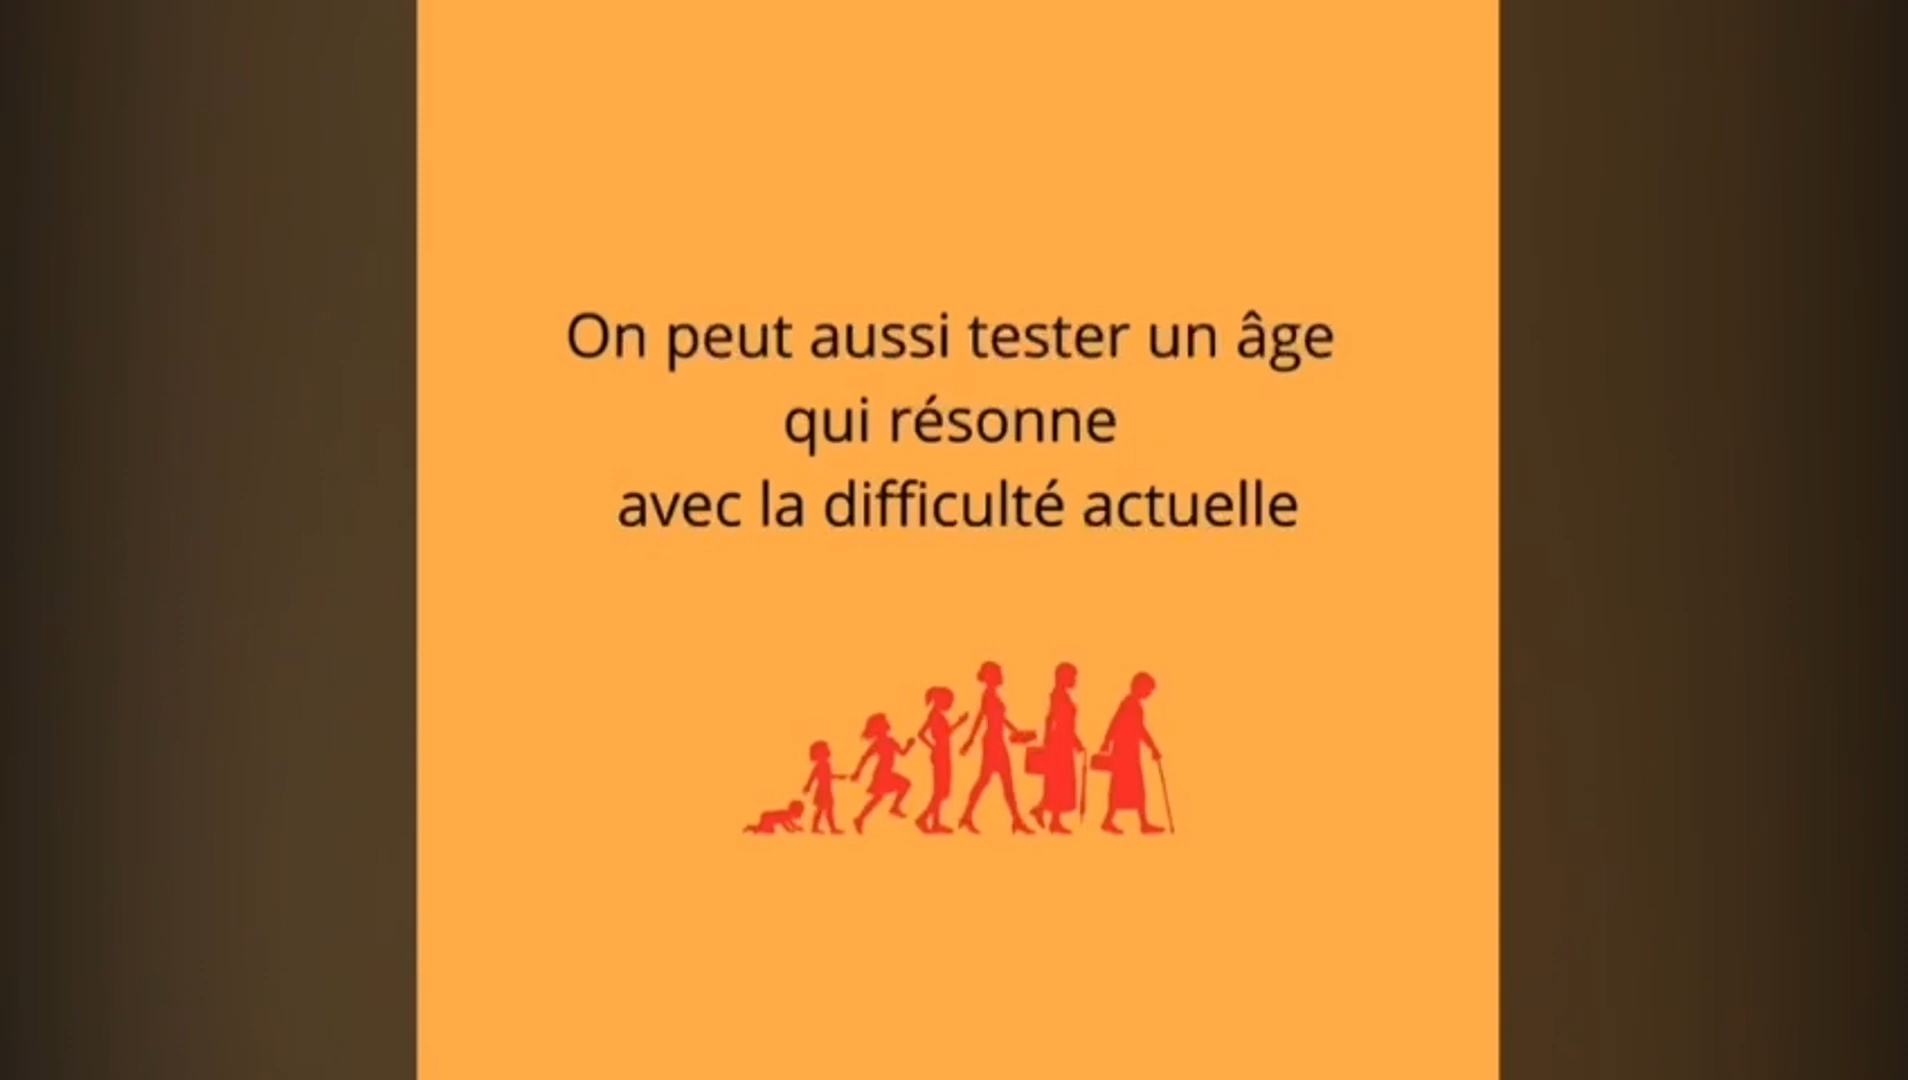 On peut aussi tester un âge
qui résonne
avec la difficulté actuelle